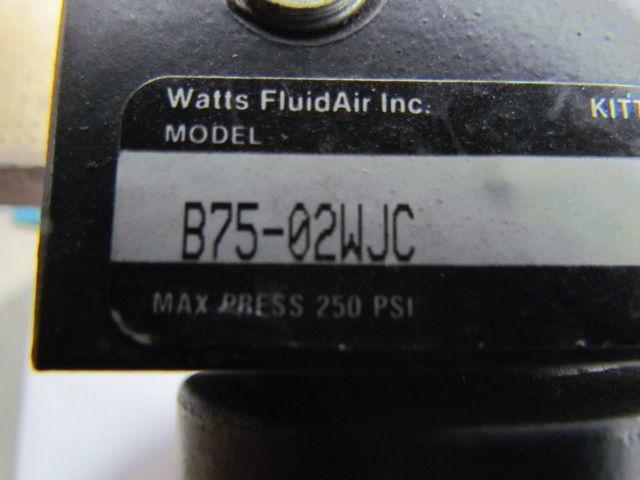 Watts FluidAir Inc. KITT
MODEL
B75-02WJC
MAX PRESS 250 PSI